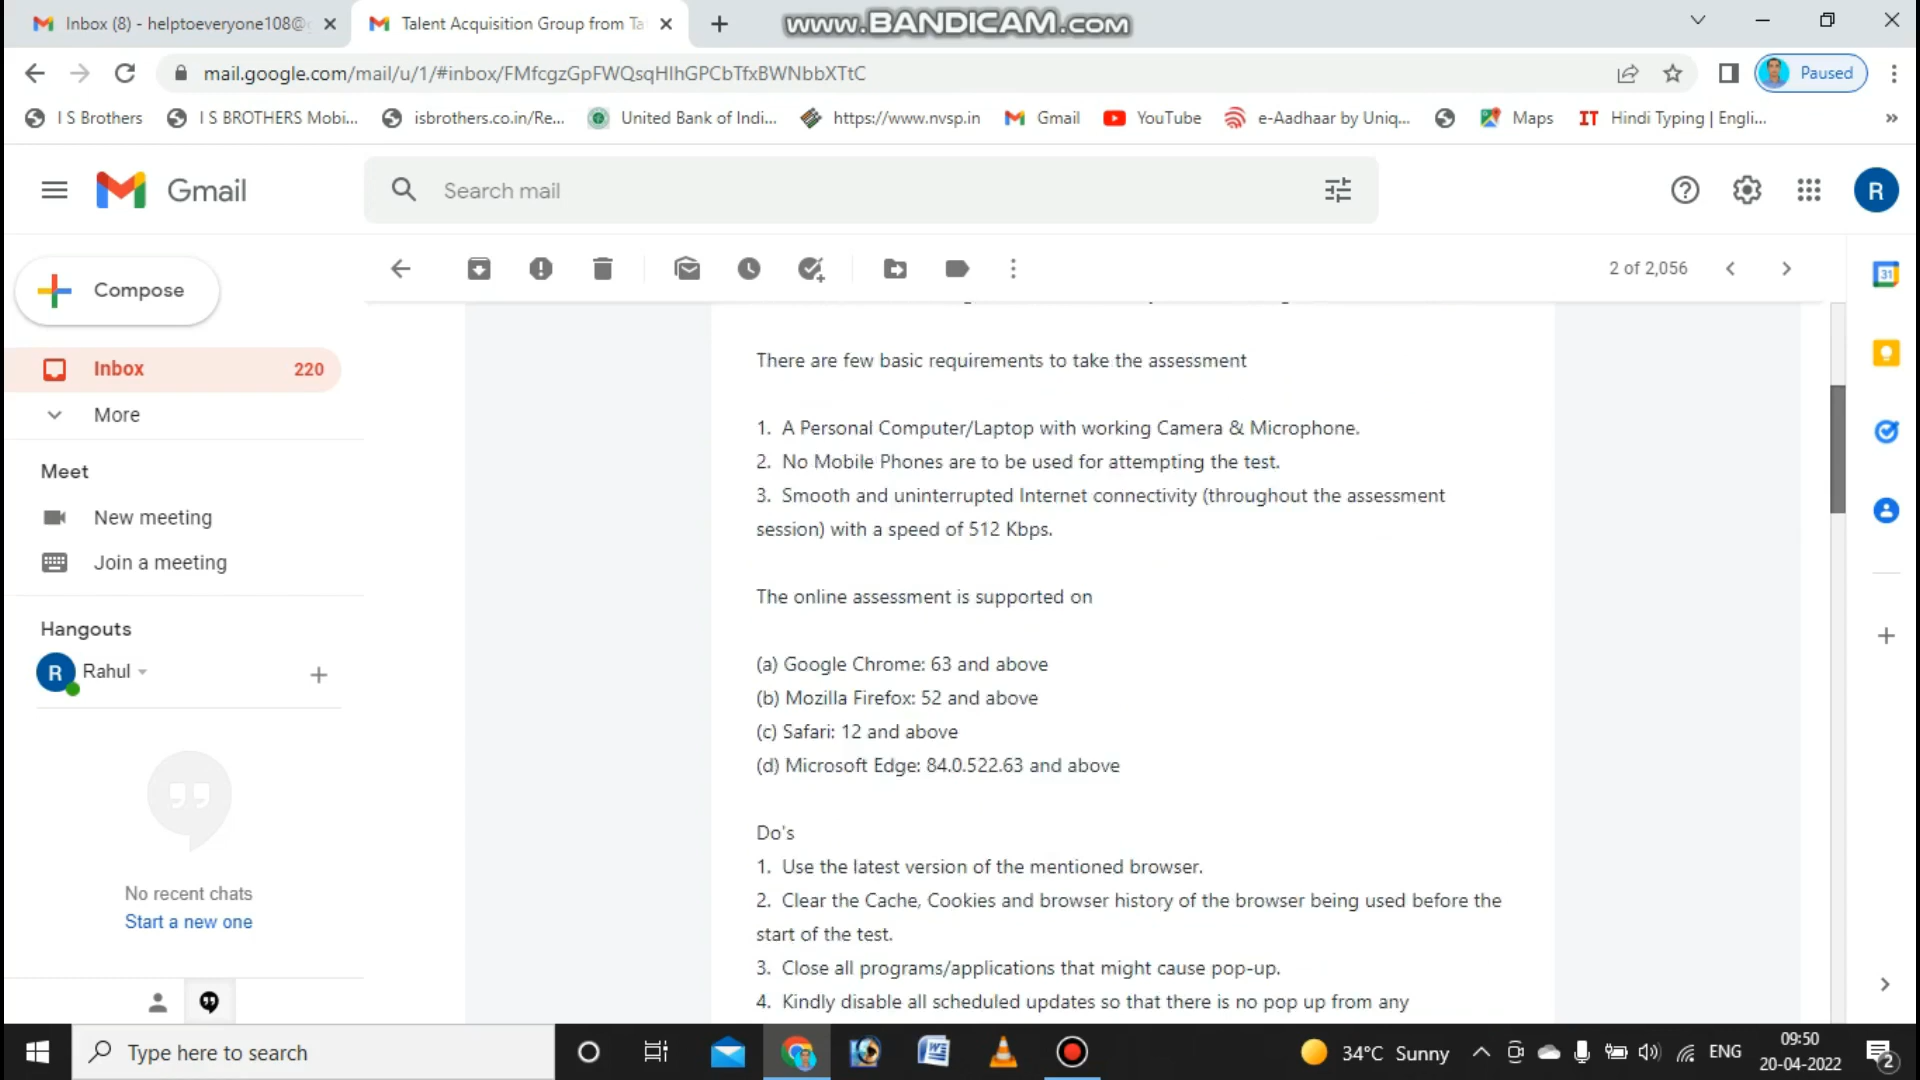 Inbox (8) - helptoeveryone108@
Talent Acquisition Group from Ta
www.BANDICAM.com
mail.google.com/mail/u/1/#inbox/FMfcgzGpFWQsqHlhGPCbTfxBWNbbXTtC
Paused
I S Brothers
I S BROTHERS Mobi...
isbrothers.co.in/Re...
United Bank of Indi...
https://www.nvsp.in
Gmail
YouTube
e-Aadhaar by Uniq...
Maps
IT Hindi Typing | Engli...
Gmail
Search mail
R
Compose
2 of 2,056
31
Inbox 220
More
Meet
New meeting
Join a meeting
Hangouts
R Rahul
No recent chats
Start a new one
There are few basic requirements to take the assessment
1. A Personal Computer/Laptop with working Camera & Microphone.
2. No Mobile Phones are to be used for attempting the test.
3. Smooth and uninterrupted Internet connectivity (throughout the assessment
session) with a speed of 512 Kbps.
The online assessment is supported on
(a) Google Chrome: 63 and above
(b) Mozilla Firefox: 52 and above
(c) Safari: 12 and above
(d) Microsoft Edge: 84.0.522.63 and above
Do's
1. Use the latest version of the mentioned browser.
2. Clear the Cache, Cookies and browser history of the browser being used before the
start of the test.
3. Close all programs/applications that might cause pop-up.
4. Kindly disable all scheduled updates so that there is no pop up from any
Type here to search
34°C Sunny
ENG
09:50
20-04-2022
2